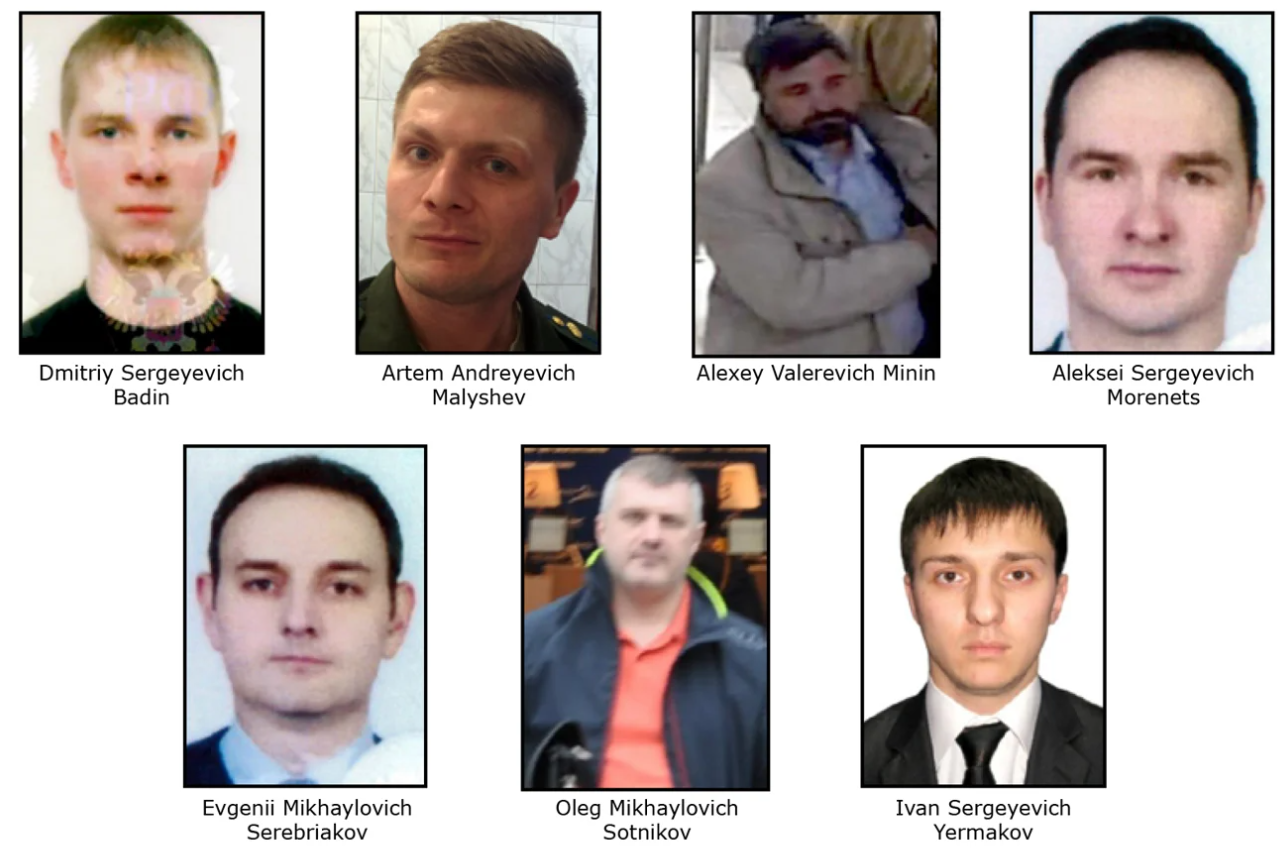 Dmitriy Sergeyevich
Badin
Artem Andreyevich
Malyshev
Alexey Valerevich Minin
Aleksei Sergeyevich
Morenets
Evgenii Mikhaylovich
Serebriakov
Oleg Mikhaylovich
Sotnikov
Ivan Sergeyevich
Yermakov